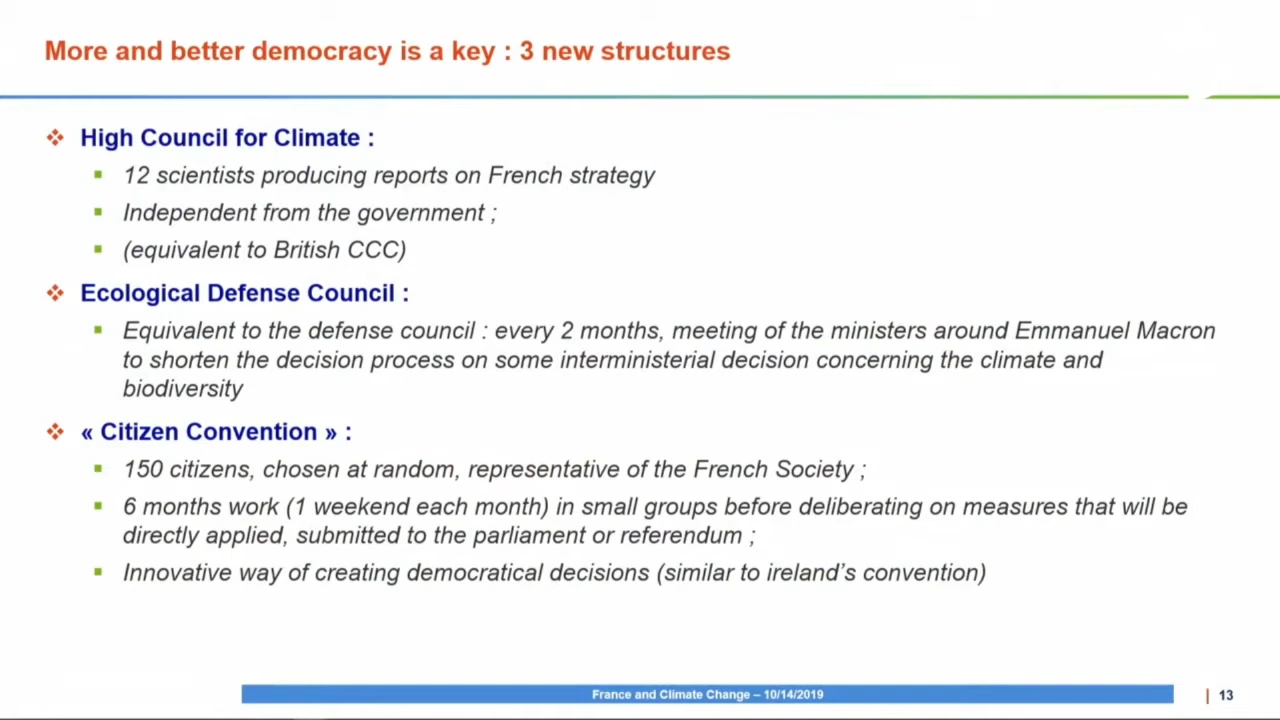 More and better democracy is a key : 3 new structures
High Council for Climate :
12 scientists producing reports on French strategy
Independent from the government ;
(equivalent to British CCC)
Ecological Defense Council :
Equivalent to the defense council : every 2 months, meeting of the ministers around Emmanuel Macron
to shorten the decision process on some interministerial decision concerning the climate and
biodiversity
« Citizen Convention » :
150 citizens, chosen at random, representative of the French Society ;
6 months work (1 weekend each month) in small groups before deliberating on measures that will be
directly applied, submitted to the parliament or referendum ;
Innovative way of creating democratical decisions (similar to ireland's convention)
France and Climate Change – 10/14/2019
| 13